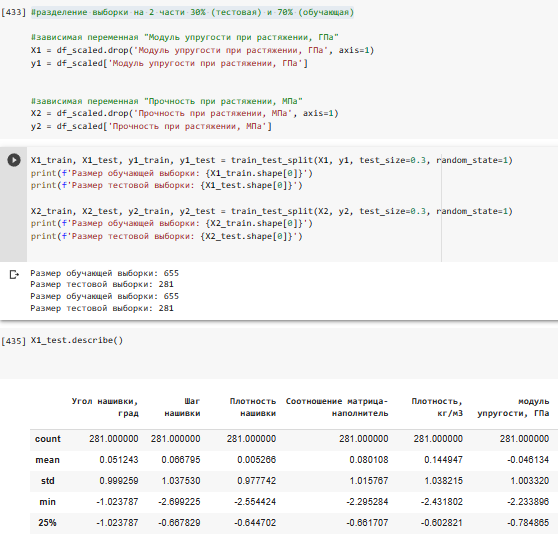 [433] #разделение выборки на 2 части 30% (тестовая) и 70% (обучающая)
#зависимая переменная "Модуль упругости при растяжении, ГПа"
X1 = df_scaled.drop('Модуль упругости при растяжении, ГПа', axis=1)
y1 = df_scaled['Модуль упругости при растяжении, ГПа']
#зависимая переменная "Прочность при растяжении, МПа"
X2 = df_scaled.drop('Прочность при растяжении, МПа', axis=1)
y2 = df_scaled['Прочность при растяжении, МПа']
X1_train, X1_test, y1_train, y1_test = train_test_split(X1, y1, test_size=0.3, random_state=1)
print(f'Размер обучающей выборки: {X1_train.shape[0]}')
print(f'Размер тестовой выборки: {X1_test.shape[0]}')
X2_train, X2_test, y2_train, y2_test = train_test_split(X2, y2, test_size=0.3, random_state=1)
print(f'Размер обучающей выборки: {X2_train.shape[0]}')
print(f'Размер тестовой выборки: {X2_test.shape[0]}')
Размер обучающей выборки: 655
Размер тестовой выборки: 281
Размер обучающей выборки: 655
Размер тестовой выборки: 281
[435] X1_test.describe()
Угол нашивки, Шаг Плотность Соотношение матрица- Плотность, модуль
град нашивки нашивки наполнитель кг/м3 упругости, ГПа
count 281.000000 281.000000 281.000000 281.000000 281.000000 281.000000
mean 0.051243 0.066795 0.005266 0.080108 0.144947 -0.046134
std 0.999259 1.037530 0.977742 1.015767 1.038215 1.003320
min -1.023787 -2.699225 -2.554424 -2.295284 -2.431802 -2.233896
25% -1.023787 -0.667829 -0.644702 -0.661707 -0.602821 -0.784865